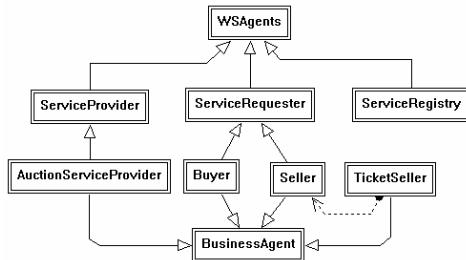 WSAgents
ServiceProvider
ServiceRequester
ServiceRegistry
AuctionServiceProvider
Buyer
Seller
TicketSeller
BusinessAgent